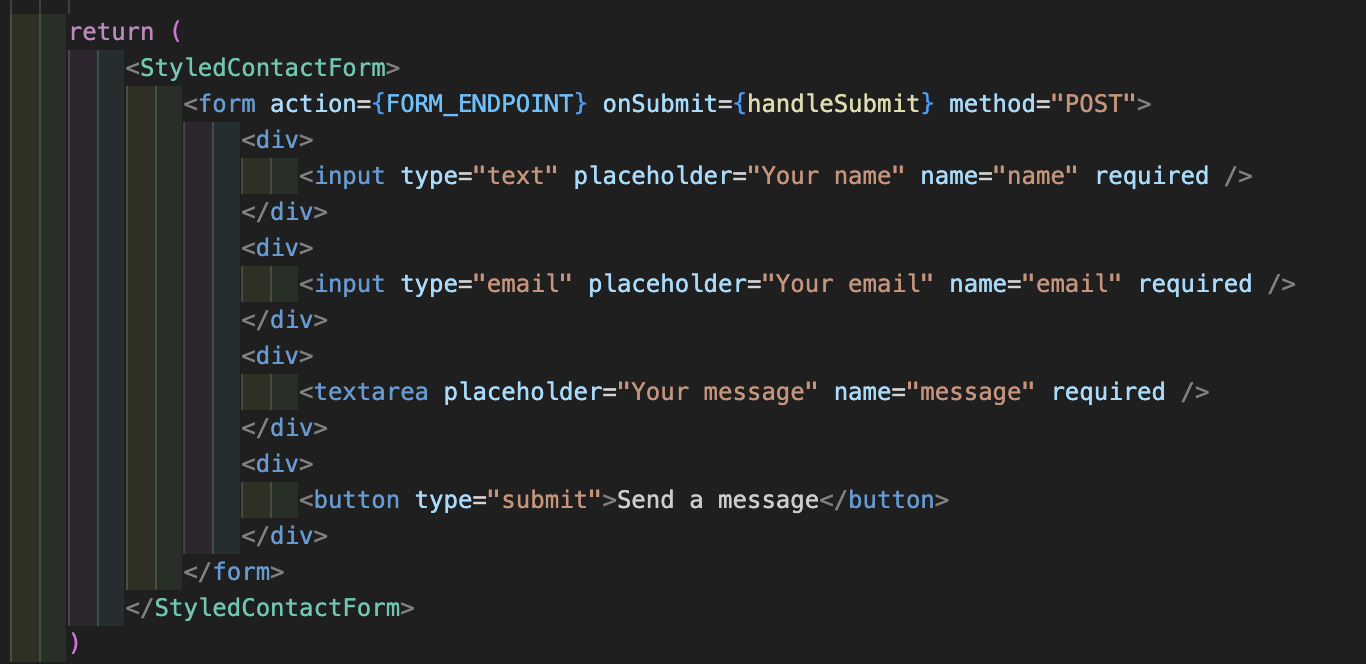 return (
<StyledContactForm>
<form action={FORM_ENDPOINT} onSubmit={handleSubmit} method="POST">
<div>
<input type="text" placeholder="Your name" name="name" required />
</div>
<div>
<input type="email" placeholder="Your email" name="email" required />
</div>
<div>
<textarea placeholder="Your message" name="message" required />
</div>
<div>
<button type="submit">Send a message</button>
</div>
</form>
</StyledContactForm>
)